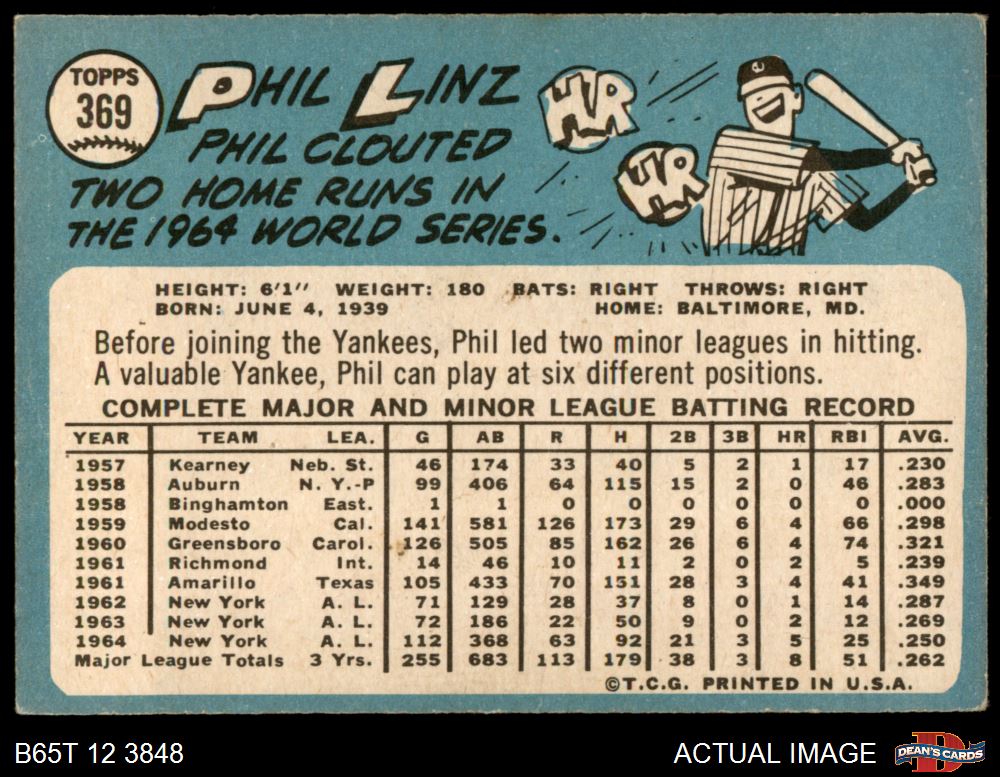 TOPPS
369
PHIL LINZ
PHIL CLOUTED
TWO HOME RUNS IN
THE 1964 WORLD SERIES.
HR
HR
HEIGHT: 6'1" WEIGHT: 180 BATS: RIGHT THROWS: RIGHT
BORN: JUNE 4, 1939 HOME: BALTIMORE, MD.
Before joining the Yankees, Phil led two minor leagues in hitting.
A valuable Yankee, Phil can play at six different positions.
COMPLETE MAJOR AND MINOR LEAGUE BATTING RECORD
YEAR TEAM LEA. G AB R H 2B 3B HR RBI AVG.
1957 Kearney Neb. St. 46 174 33 40 5 2 1 17 .230
1958 Auburn N. Y.-P 99 406 64 115 15 2 0 46 .283
1958 Binghamton East. 1 1 0 0 0 0 0 0 .000
1959 Modesto Cal. 141 581 126 173 29 6 4 66 .298
1960 Greensboro Carol. 126 505 85 162 26 6 4 74 .321
1961 Richmond Int. 14 46 10 11 2 0 2 5 .239
1961 Amarillo Texas 105 433 70 151 28 3 4 41 .349
1962 New York A. L. 71 129 28 37 8 0 1 14 .287
1963 New York A. L. 72 186 22 50 9 0 2 12 .269
1964 New York A. L. 112 368 63 92 21 3 5 25 .250
Major League Totals 3 Yrs. 255 683 113 179 38 3 8 51 .262
©T.C.G. PRINTED IN U.S.A.
B65T 12 3848 ACTUAL IMAGE
D
DEAN'S CARDS